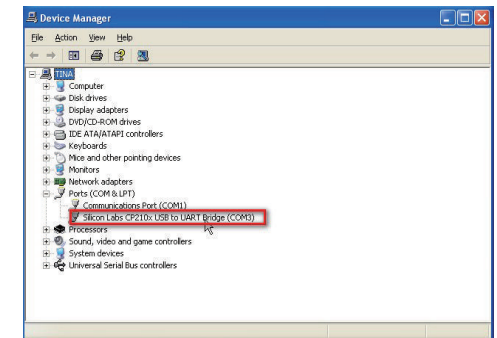 Device Manager
File Action View Help
TINA
Computer
Disk drives
Display adapters
DVD/CD-ROM drives
IDE ATA/ATAPI controllers
Keyboards
Mice and other pointing devices
Monitors
Network adapters
Ports (COM & LPT)
Communications Port (COM1)
Silicon Labs CP210x USB to UART Bridge (COM3)
Processors
Sound, video and game controllers
System devices
Universal Serial Bus controllers